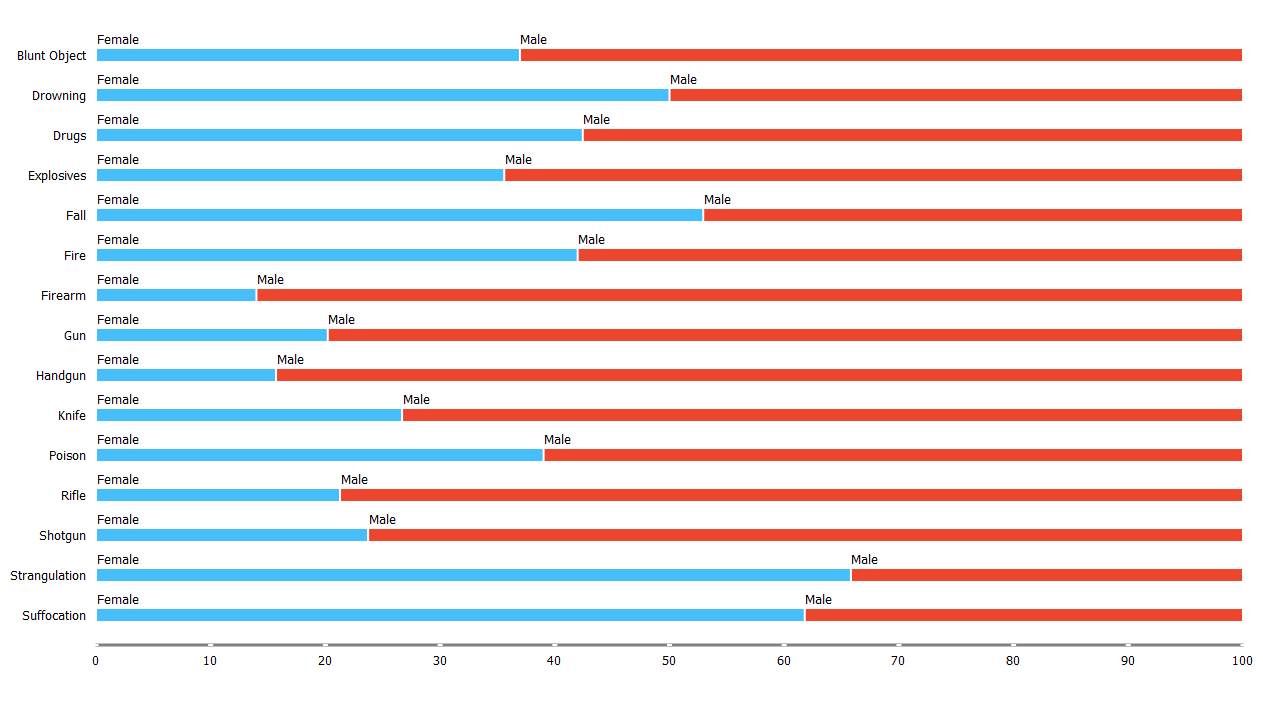 Female Male
Blunt Object
Female Male
Drowning
Female Male
Drugs
Female Male
Explosives
Female Male
Fall
Female Male
Fire
Female Male
Firearm
Female Male
Gun
Female Male
Handgun
Female Male
Knife
Female Male
Poison
Female Male
Rifle
Female Male
Shotgun
Female Male
Strangulation
Female Male
Suffocation
0 10 20 30 40 50 60 70 80 90 100